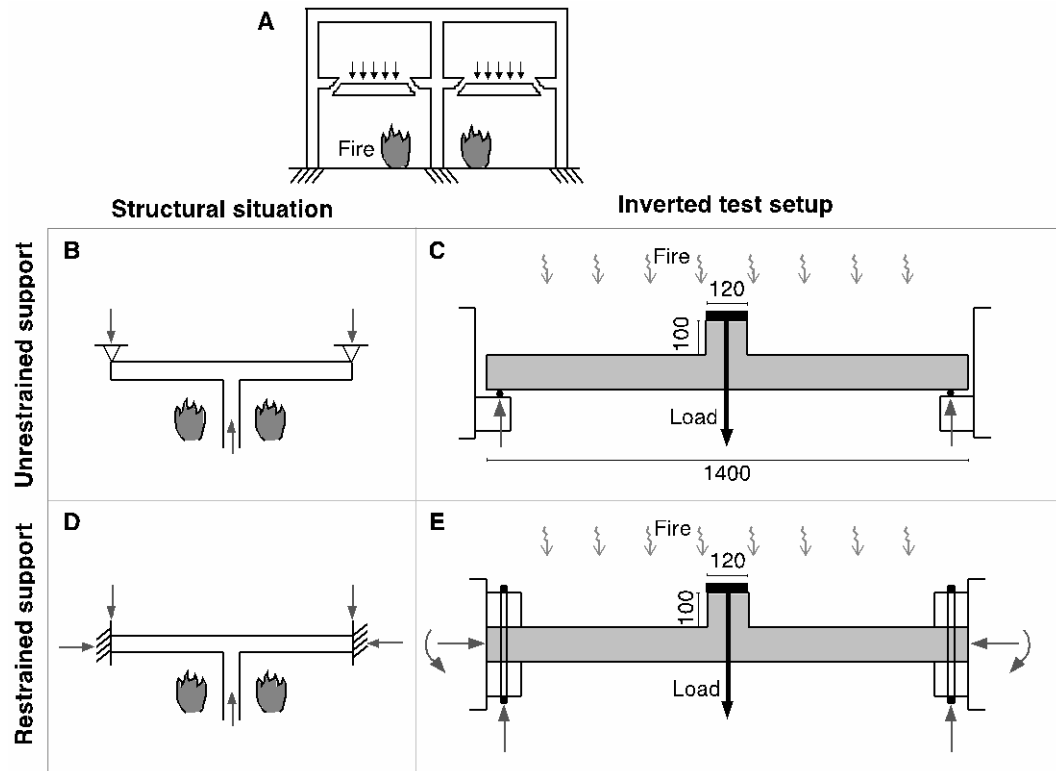 A
Fire
Structural situation
Inverted test setup
Unrestrained support
B
C
Fire
120
100
Load
1400
Restrained support
D
E
Fire
120
100
Load